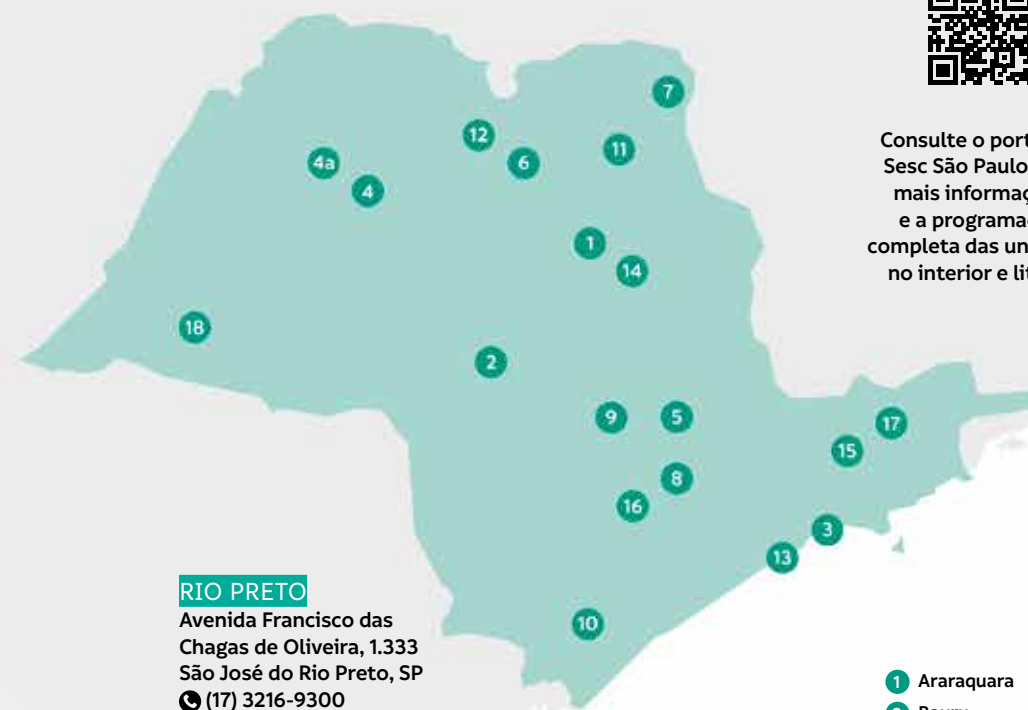 Consulte o port
Sesc São Paulo
mais informaç
e a programa
completa das un
no interior e lit
7
12
4a
6
11
4
1
14
18
2
9
5
17
15
8
16
3
13
10
RIO PRETO
Avenida Francisco das
Chagas de Oliveira, 1.333
São José do Rio Preto, SP
(17) 3216-9300
1 Araraquara